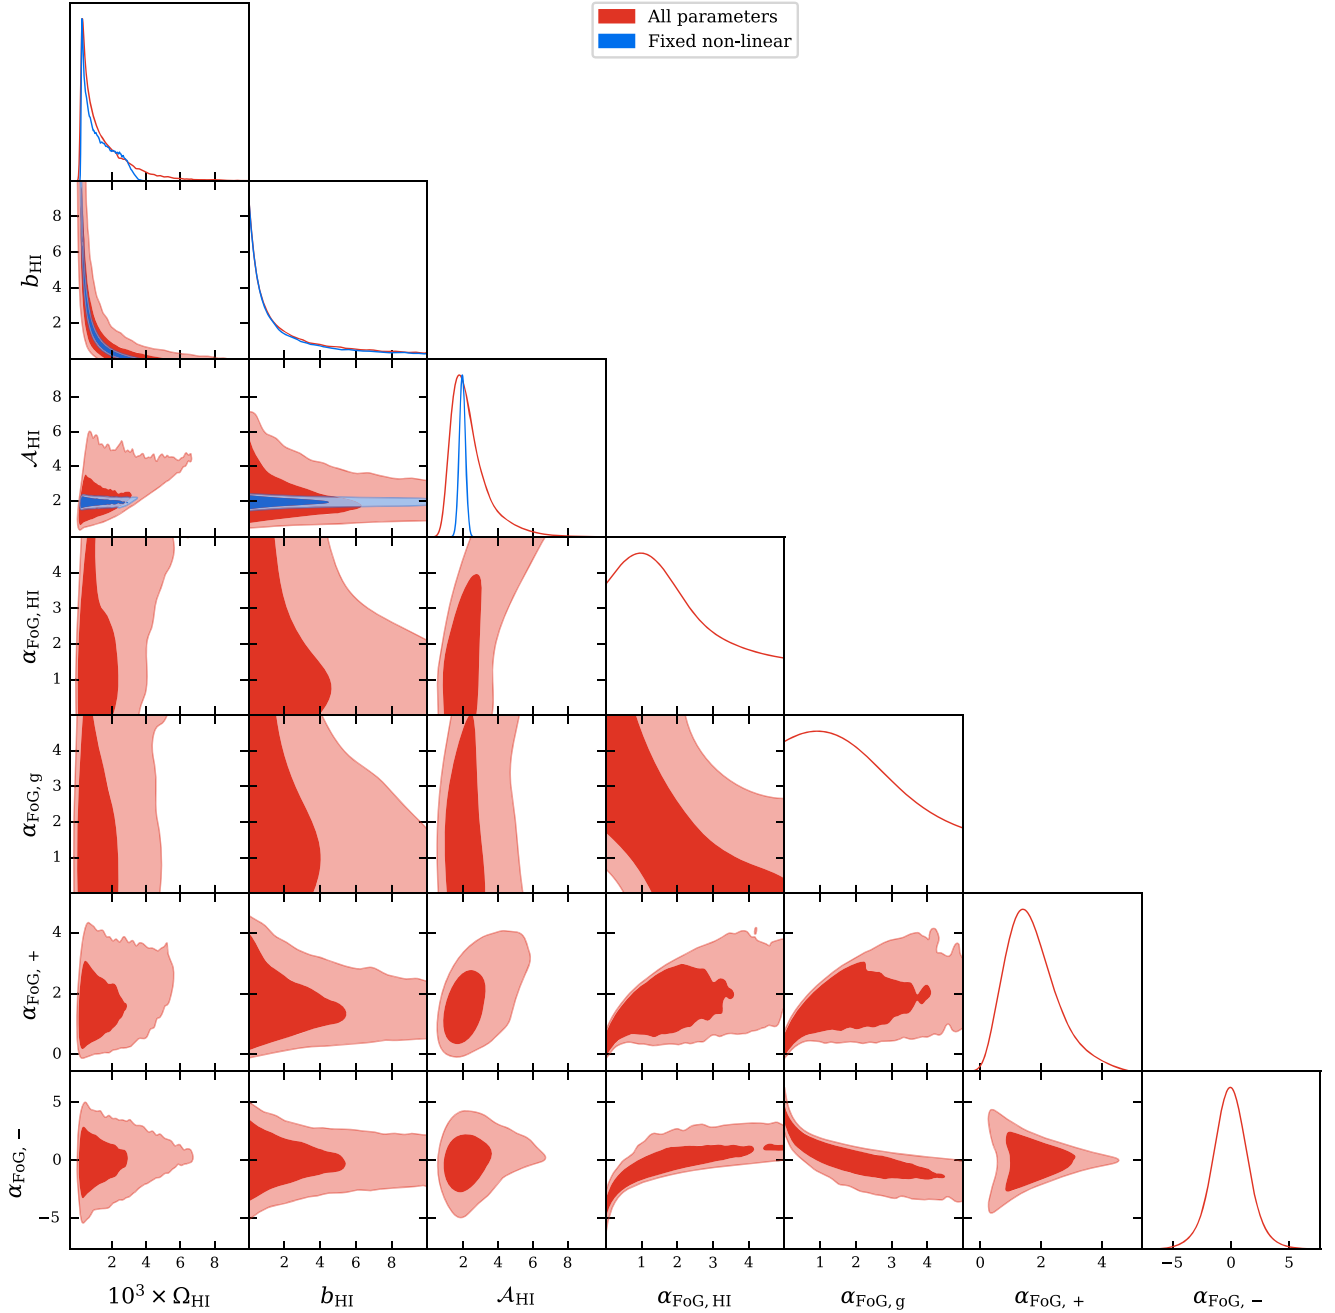 All parameters
Fixed non-linear
b_HI
8
6
4
2
𝒜_HI
8
6
4
2
α_FoG, HI
4
3
2
1
α_FoG, g
4
3
2
1
α_FoG, +
4
2
0
α_FoG, −
5
0
−5
2 4 6 8 2 4 6 8 2 4 6 8 1 2 3 4 1 2 3 4 0 2 4 −5 0 5
10³ × Ω_HI b_HI 𝒜_HI α_FoG, HI α_FoG, g α_FoG, + α_FoG, −